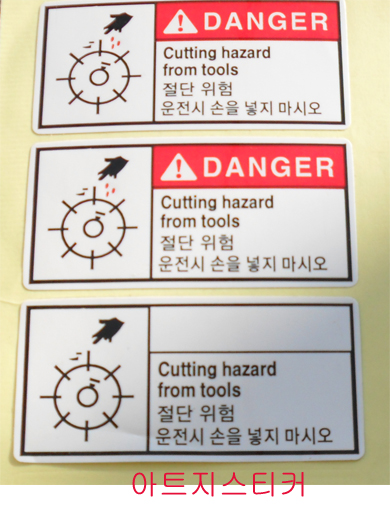 DANGER
Cutting hazard
from tools
절단 위험
운전시 손을 넣지 마시오
DANGER
Cutting hazard
from tools
절단 위험
운전시 손을 넣지 마시오
Cutting hazard
from tools
절단 위험
운전시 손을 넣지 마시오
아트지스티커